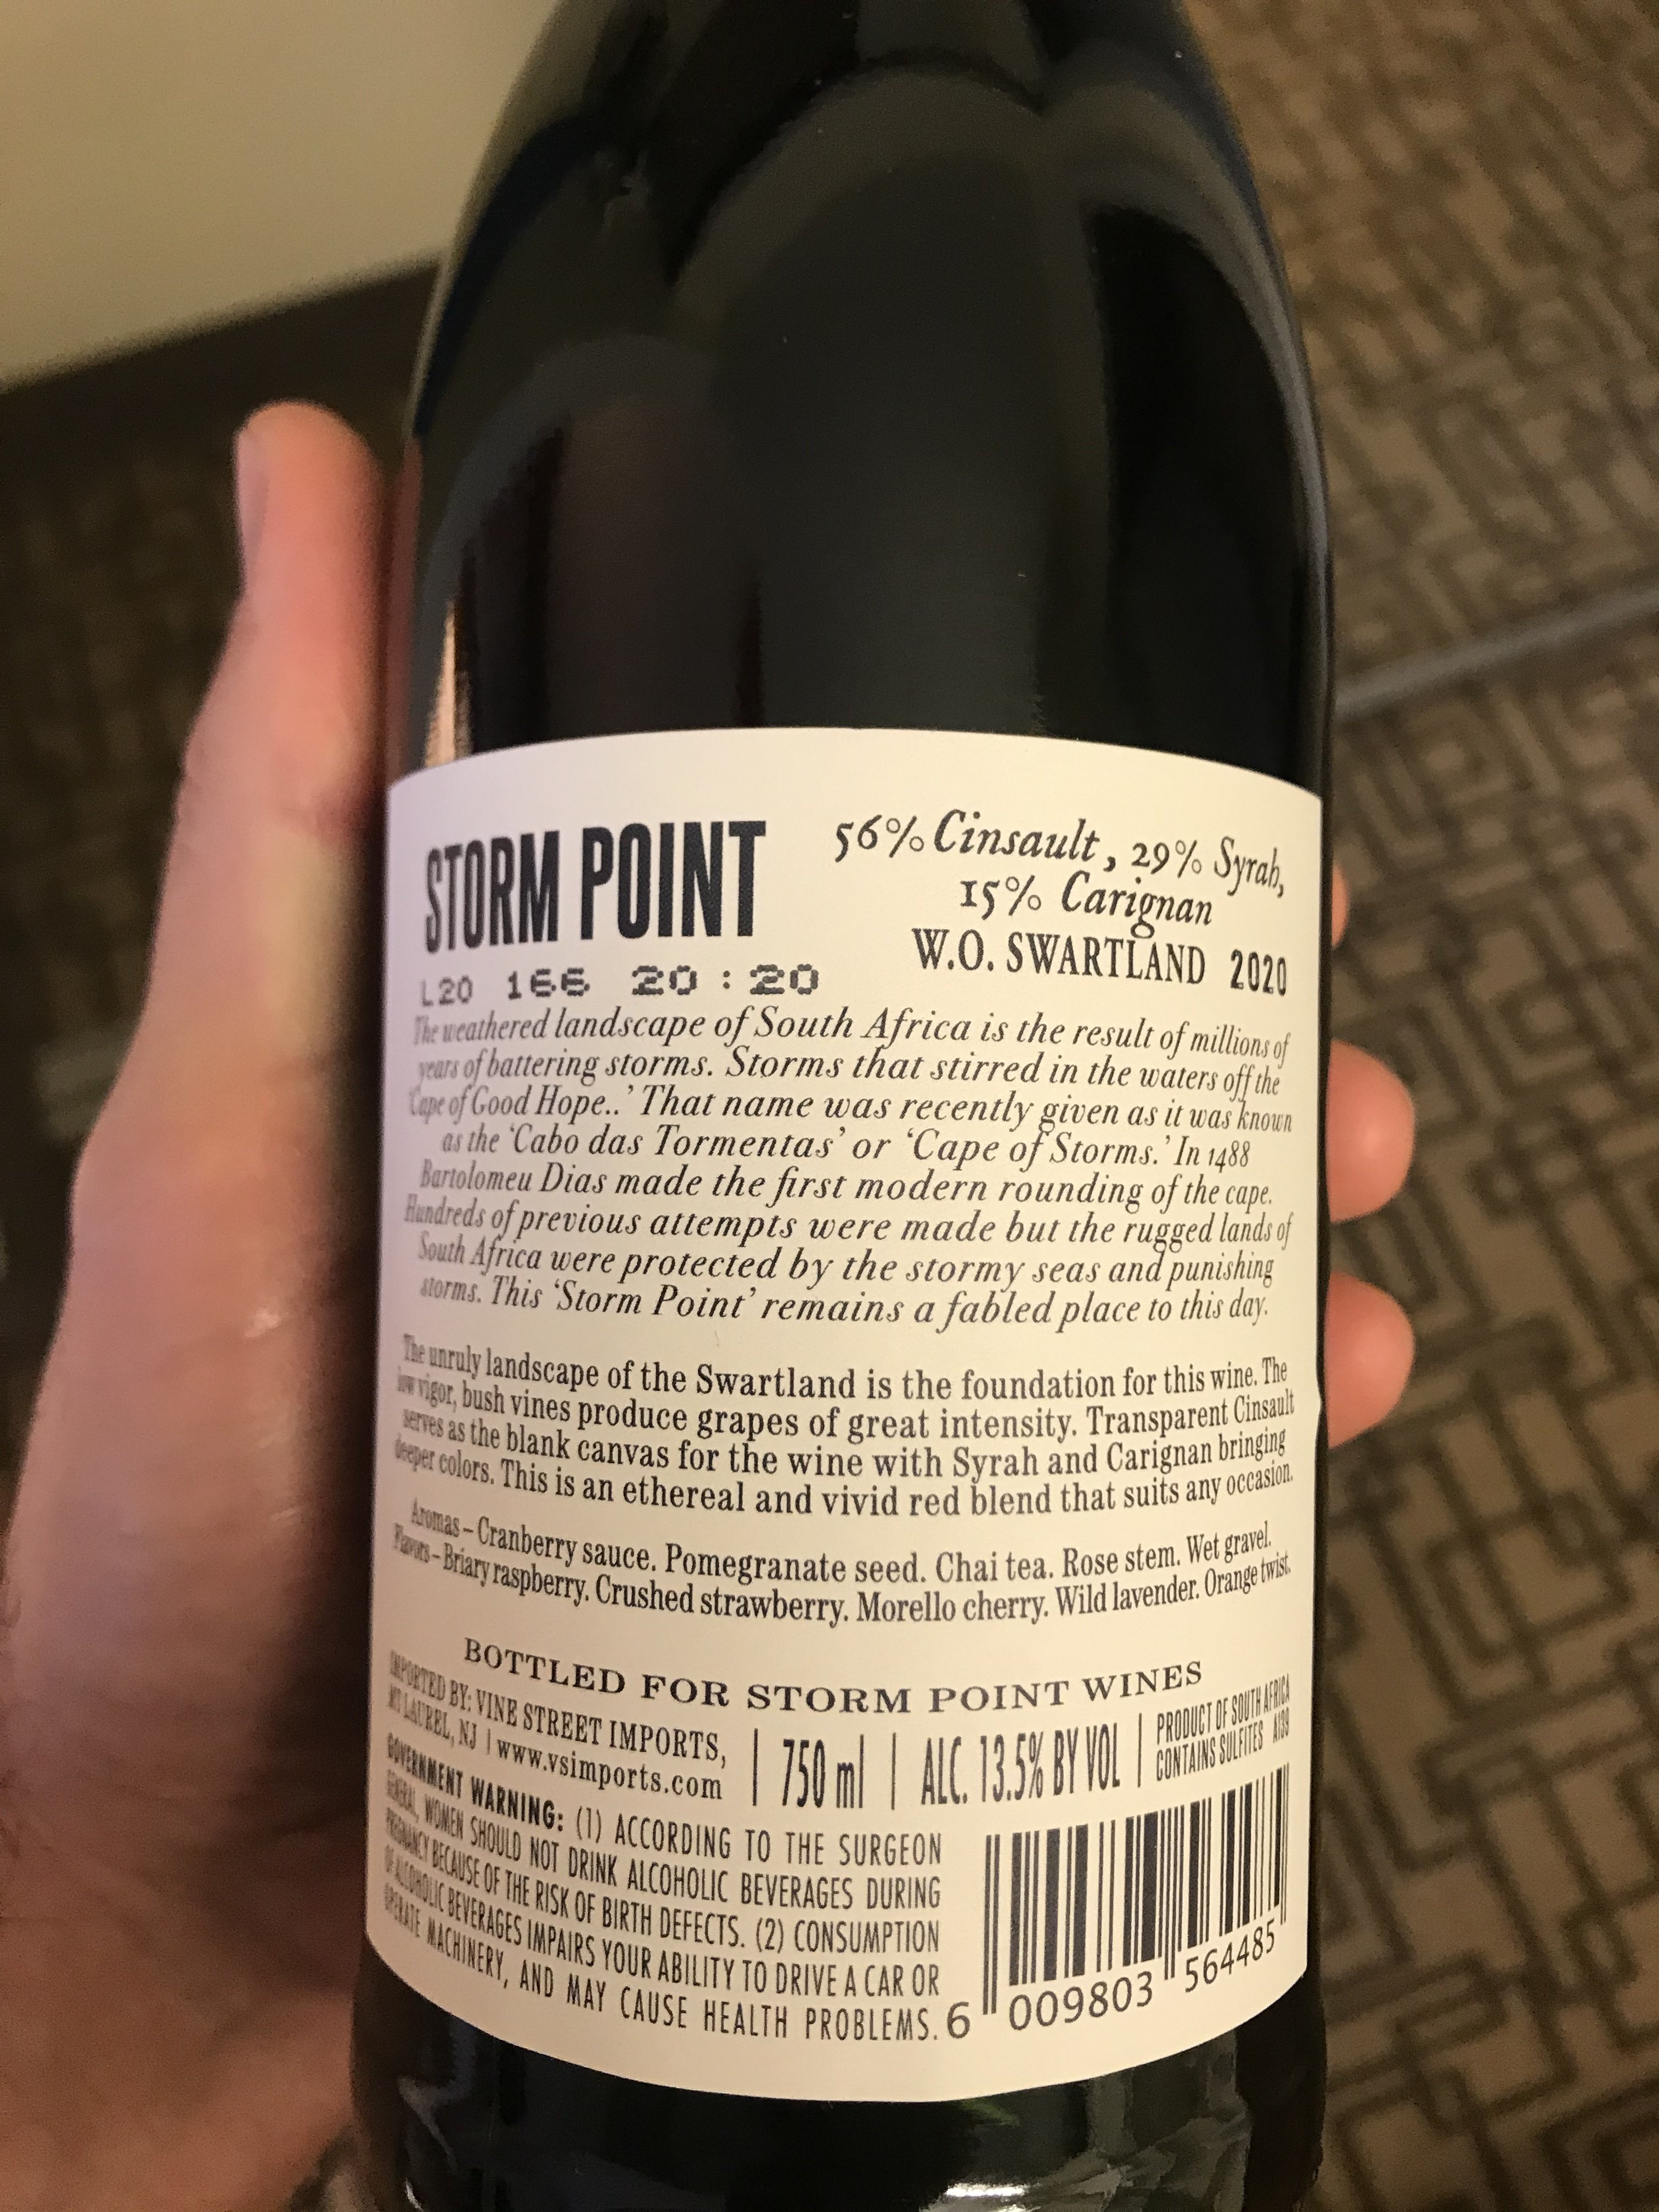 STORM POINT
56% Cinsault, 29% Syrah,
15% Carignan
W.O. SWARTLAND 2020
L20 166 20:20
The weathered landscape of South Africa is the result of millions of
years of battering storms. Storms that stirred in the waters off the
'Cape of Good Hope..' That name was recently given as it was known
as the 'Cabo das Tormentas' or 'Cape of Storms.' In 1488
Bartolomeu Dias made the first modern rounding of the cape.
Hundreds of previous attempts were made but the rugged lands of
South Africa were protected by the stormy seas and punishing
storms. This 'Storm Point' remains a fabled place to this day.
The unruly landscape of the Swartland is the foundation for this wine. The
low vigor, bush vines produce grapes of great intensity. Transparent Cinsault
serves as the blank canvas for the wine with Syrah and Carignan bringing
deeper colors. This is an ethereal and vivid red blend that suits any occasion.
Aromas – Cranberry sauce. Pomegranate seed. Chai tea. Rose stem. Wet gravel.
Flavors – Briary raspberry. Crushed strawberry. Morello cherry. Wild lavender. Orange twist.
BOTTLED FOR STORM POINT WINES
IMPORTED BY: VINE STREET IMPORTS,
MT LAUREL, NJ | www.vsimports.com
750 ml | ALC. 13.5% BY VOL
PRODUCT OF SOUTH AFRICA
CONTAINS SULFITES A199
GOVERNMENT WARNING: (1) ACCORDING TO THE SURGEON
GENERAL, WOMEN SHOULD NOT DRINK ALCOHOLIC BEVERAGES DURING
PREGNANCY BECAUSE OF THE RISK OF BIRTH DEFECTS. (2) CONSUMPTION
OF ALCOHOLIC BEVERAGES IMPAIRS YOUR ABILITY TO DRIVE A CAR OR
OPERATE MACHINERY, AND MAY CAUSE HEALTH PROBLEMS.
6 009803 564485